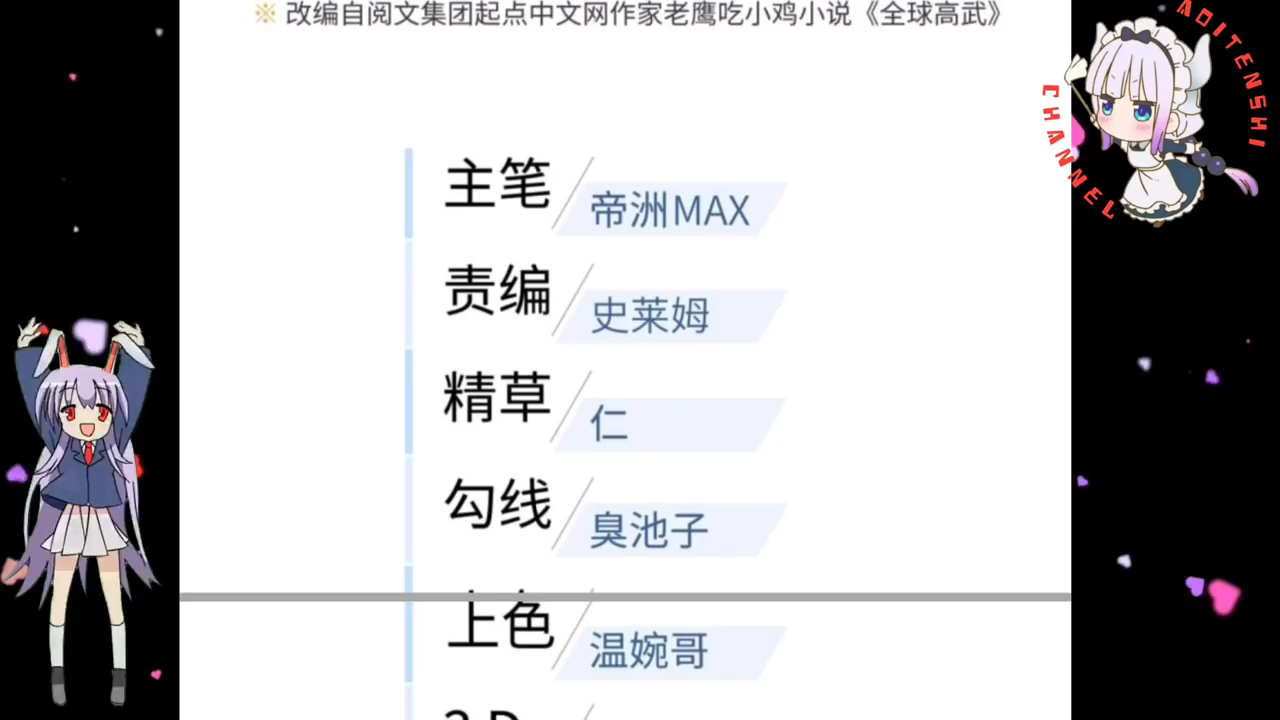 ※ 改编自阅文集团起点中文网作家老鹰吃小鸡小说《全球高武》
AOITENSHI
CHANNEL
主笔 帝洲MAX
责编 史莱姆
精草 仁
勾线 臭池子
上色 温婉哥